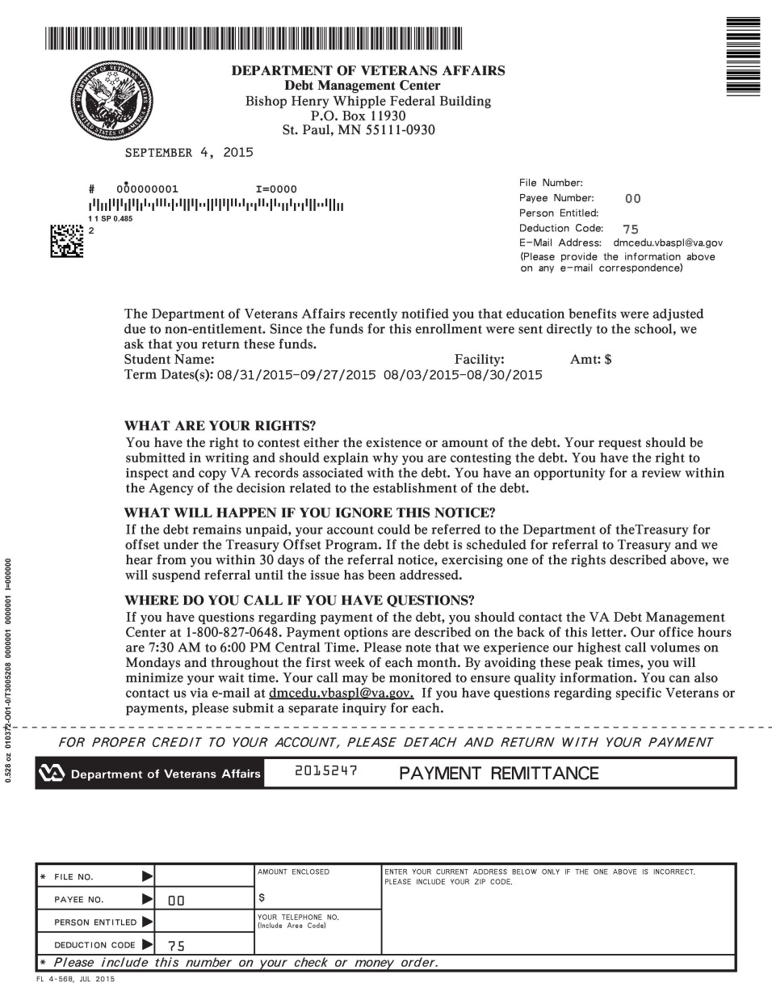 DEPARTMENT OF VETERANS AFFAIRS
Debt Management Center
Bishop Henry Whipple Federal Building
P.O. Box 11930
St. Paul, MN 55111-0930
DEPARTMENT OF VETERANS AFFAIRS
UNITED STATES OF AMERICA
SEPTEMBER 4, 2015
# 000000001 I=0000
1 1 SP 0.485
2
File Number:
Payee Number: 00
Person Entitled:
Deduction Code: 75
E-Mail Address: dmcedu.vbaspl@va.gov
(Please provide the information above
on any e-mail correspondence)
The Department of Veterans Affairs recently notified you that education benefits were adjusted
due to non-entitlement. Since the funds for this enrollment were sent directly to the school, we
ask that you return these funds.
Student Name: Facility: Amt: $
Term Dates(s): 08/31/2015-09/27/2015 08/03/2015-08/30/2015
WHAT ARE YOUR RIGHTS?
You have the right to contest either the existence or amount of the debt. Your request should be
submitted in writing and should explain why you are contesting the debt. You have the right to
inspect and copy VA records associated with the debt. You have an opportunity for a review within
the Agency of the decision related to the establishment of the debt.
WHAT WILL HAPPEN IF YOU IGNORE THIS NOTICE?
If the debt remains unpaid, your account could be referred to the Department of theTreasury for
offset under the Treasury Offset Program. If the debt is scheduled for referral to Treasury and we
hear from you within 30 days of the referral notice, exercising one of the rights described above, we
will suspend referral until the issue has been addressed.
WHERE DO YOU CALL IF YOU HAVE QUESTIONS?
If you have questions regarding payment of the debt, you should contact the VA Debt Management
Center at 1-800-827-0648. Payment options are described on the back of this letter. Our office hours
are 7:30 AM to 6:00 PM Central Time. Please note that we experience our highest call volumes on
Mondays and throughout the first week of each month. By avoiding these peak times, you will
minimize your wait time. Your call may be monitored to ensure quality information. You can also
contact us via e-mail at dmcedu.vbaspl@va.gov. If you have questions regarding specific Veterans or
payments, please submit a separate inquiry for each.
0.528 oz 010372-O01-0/T3005208 0000001 0000001 I=000000
FOR PROPER CREDIT TO YOUR ACCOUNT, PLEASE DETACH AND RETURN WITH YOUR PAYMENT
VA Department of Veterans Affairs 2015247 PAYMENT REMITTANCE
* FILE NO.
PAYEE NO. 00
PERSON ENTITLED
DEDUCTION CODE 75
AMOUNT ENCLOSED
$
YOUR TELEPHONE NO.
(Include Area Code)
ENTER YOUR CURRENT ADDRESS BELOW ONLY IF THE ONE ABOVE IS INCORRECT.
PLEASE INCLUDE YOUR ZIP CODE.
* Please include this number on your check or money order.
FL 4-568, JUL 2015